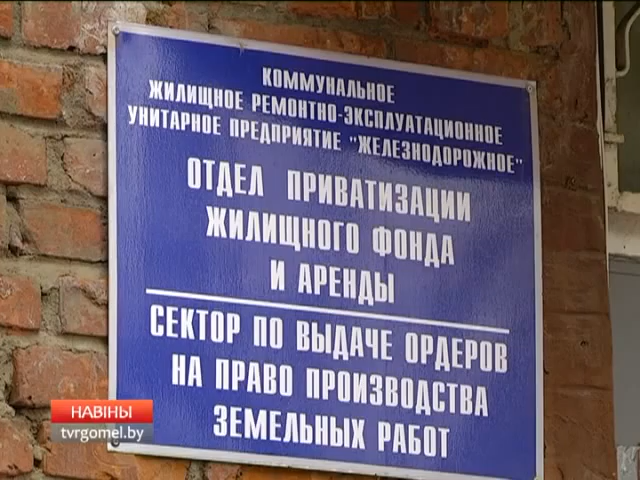 КОММУНАЛЬНОЕ
ЖИЛИЩНОЕ РЕМОНТНО-ЭКСПЛУАТАЦИОННОЕ
УНИТАРНОЕ ПРЕДПРИЯТИЕ "ЖЕЛЕЗНОДОРОЖНОЕ"
ОТДЕЛ ПРИВАТИЗАЦИИ
ЖИЛИЩНОГО ФОНДА
И АРЕНДЫ
СЕКТОР ПО ВЫДАЧЕ ОРДЕРОВ
НА ПРАВО ПРОИЗВОДСТВА
ЗЕМЕЛЬНЫХ РАБОТ
НАВІНЫ
tvrgomel.by